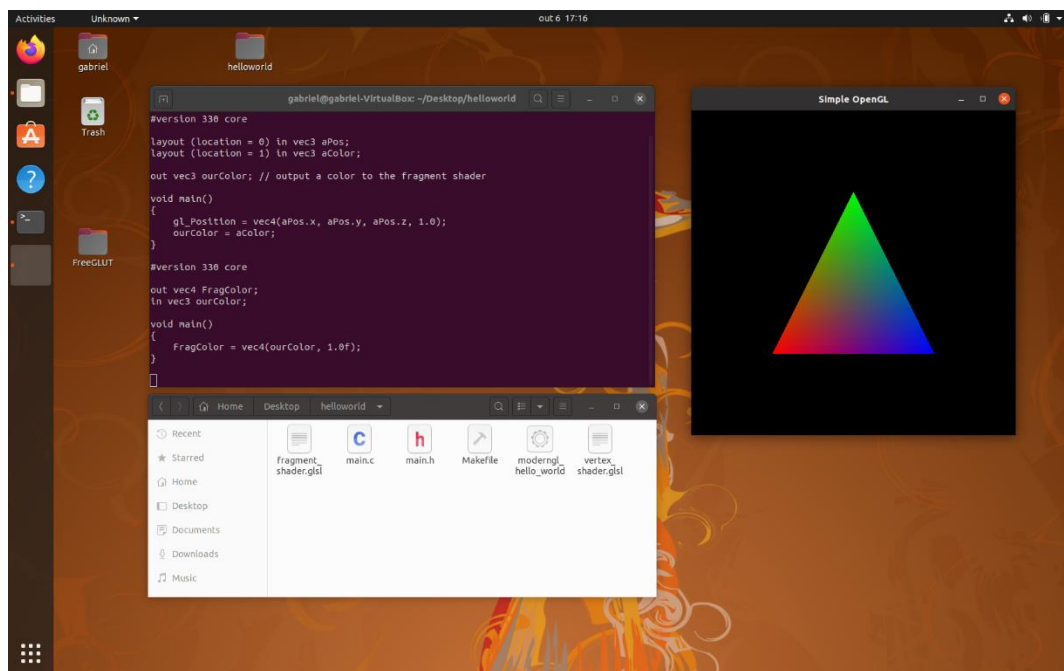 Activities
Unknown
out 6 17:16
gabriel
helloworld
Trash
FreeGLUT
gabriel@gabriel-VirtualBox: ~/Desktop/helloworld
#version 330 core
layout (location = 0) in vec3 aPos;
layout (location = 1) in vec3 aColor;
out vec3 ourColor; // output a color to the fragment shader
void main()
{
gl_Position = vec4(aPos.x, aPos.y, aPos.z, 1.0);
ourColor = aColor;
}
#version 330 core
out vec4 FragColor;
in vec3 ourColor;
void main()
{
FragColor = vec4(ourColor, 1.0f);
}
Simple OpenGL
Home Desktop helloworld
Recent
Starred
Home
Desktop
Documents
Downloads
Music
fragment_
shader.glsl
C
main.c
h
main.h
Makefile
moderngl_
hello_world
vertex_
shader.glsl